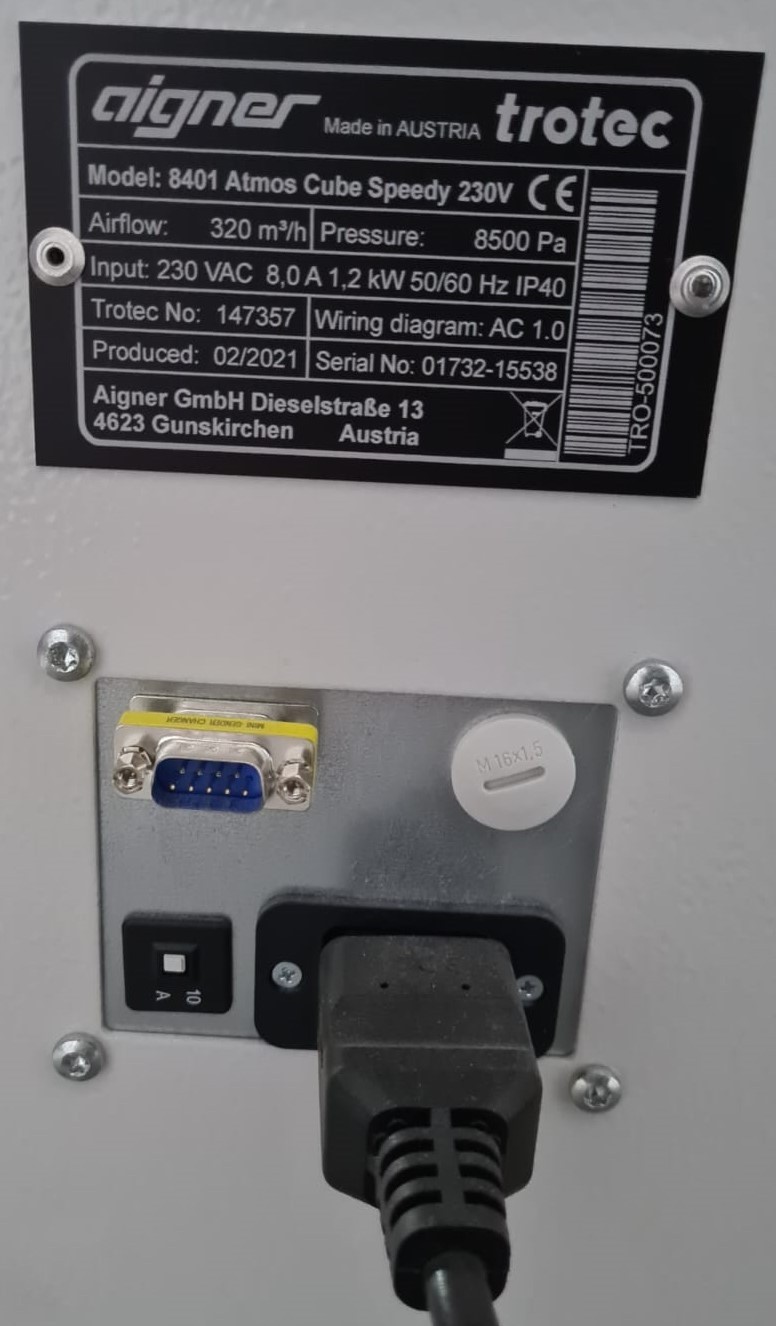 aigner Made in AUSTRIA trotec
Model: 8401 Atmos Cube Speedy 230V CE
Airflow: 320 m³/h Pressure: 8500 Pa
Input: 230 VAC 8,0 A 1,2 kW 50/60 Hz IP40
Trotec No: 147357 Wiring diagram: AC 1.0
Produced: 02/2021 Serial No: 01732-15538
Aigner GmbH Dieselstraße 13
4623 Gunskirchen Austria
TRO-500073
MINI GENDER CHANGER
M 16x1,5
10
A